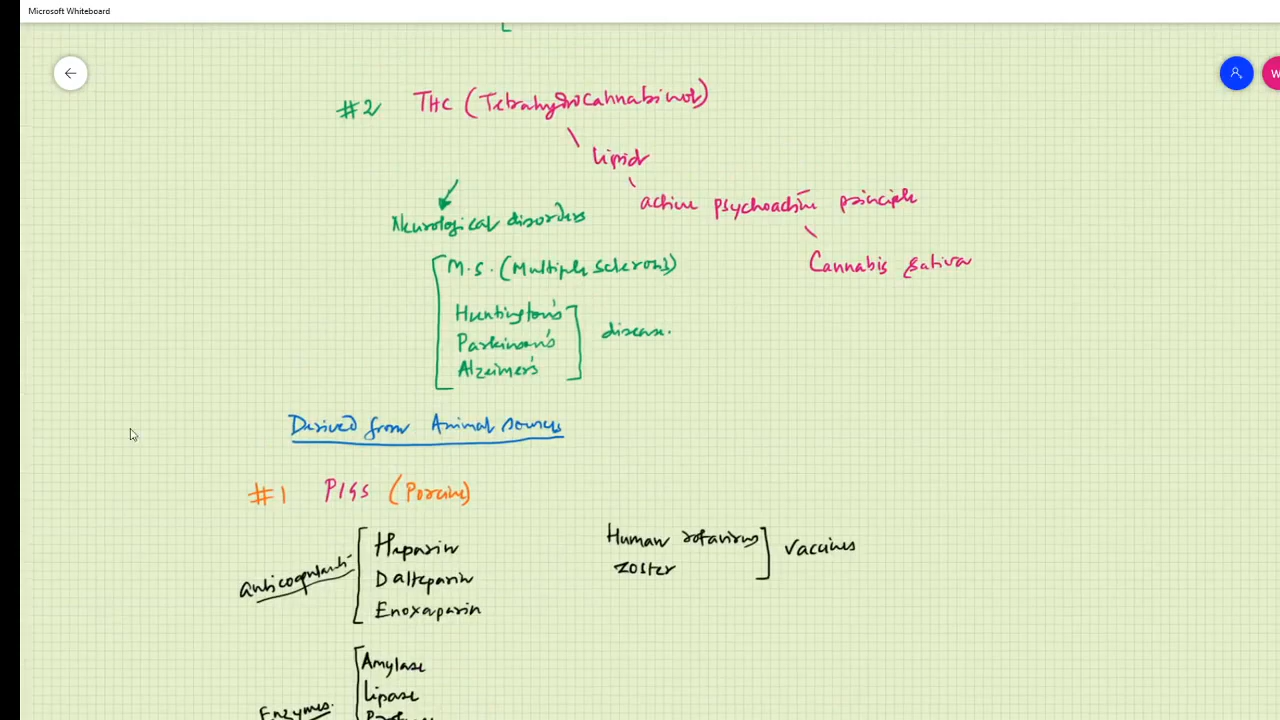 Microsoft Whiteboard
#2 THC (Tetrahydrocannabinol)
Lipid
active psychoactive principle
Cannabis sativa
Neurological disorders
M.S. (Multiple sclerosis)
Huntington's
Parkinson's
Alzeimer's
disease.
Derived from Animal sources
#1 PIGS (Porcine)
Anticoagulant-
Heparin
Dalteparin
Enoxaparin
Human rotavirus
zoster
Vaccines
Enzymes.
Amylase
Lipase
W